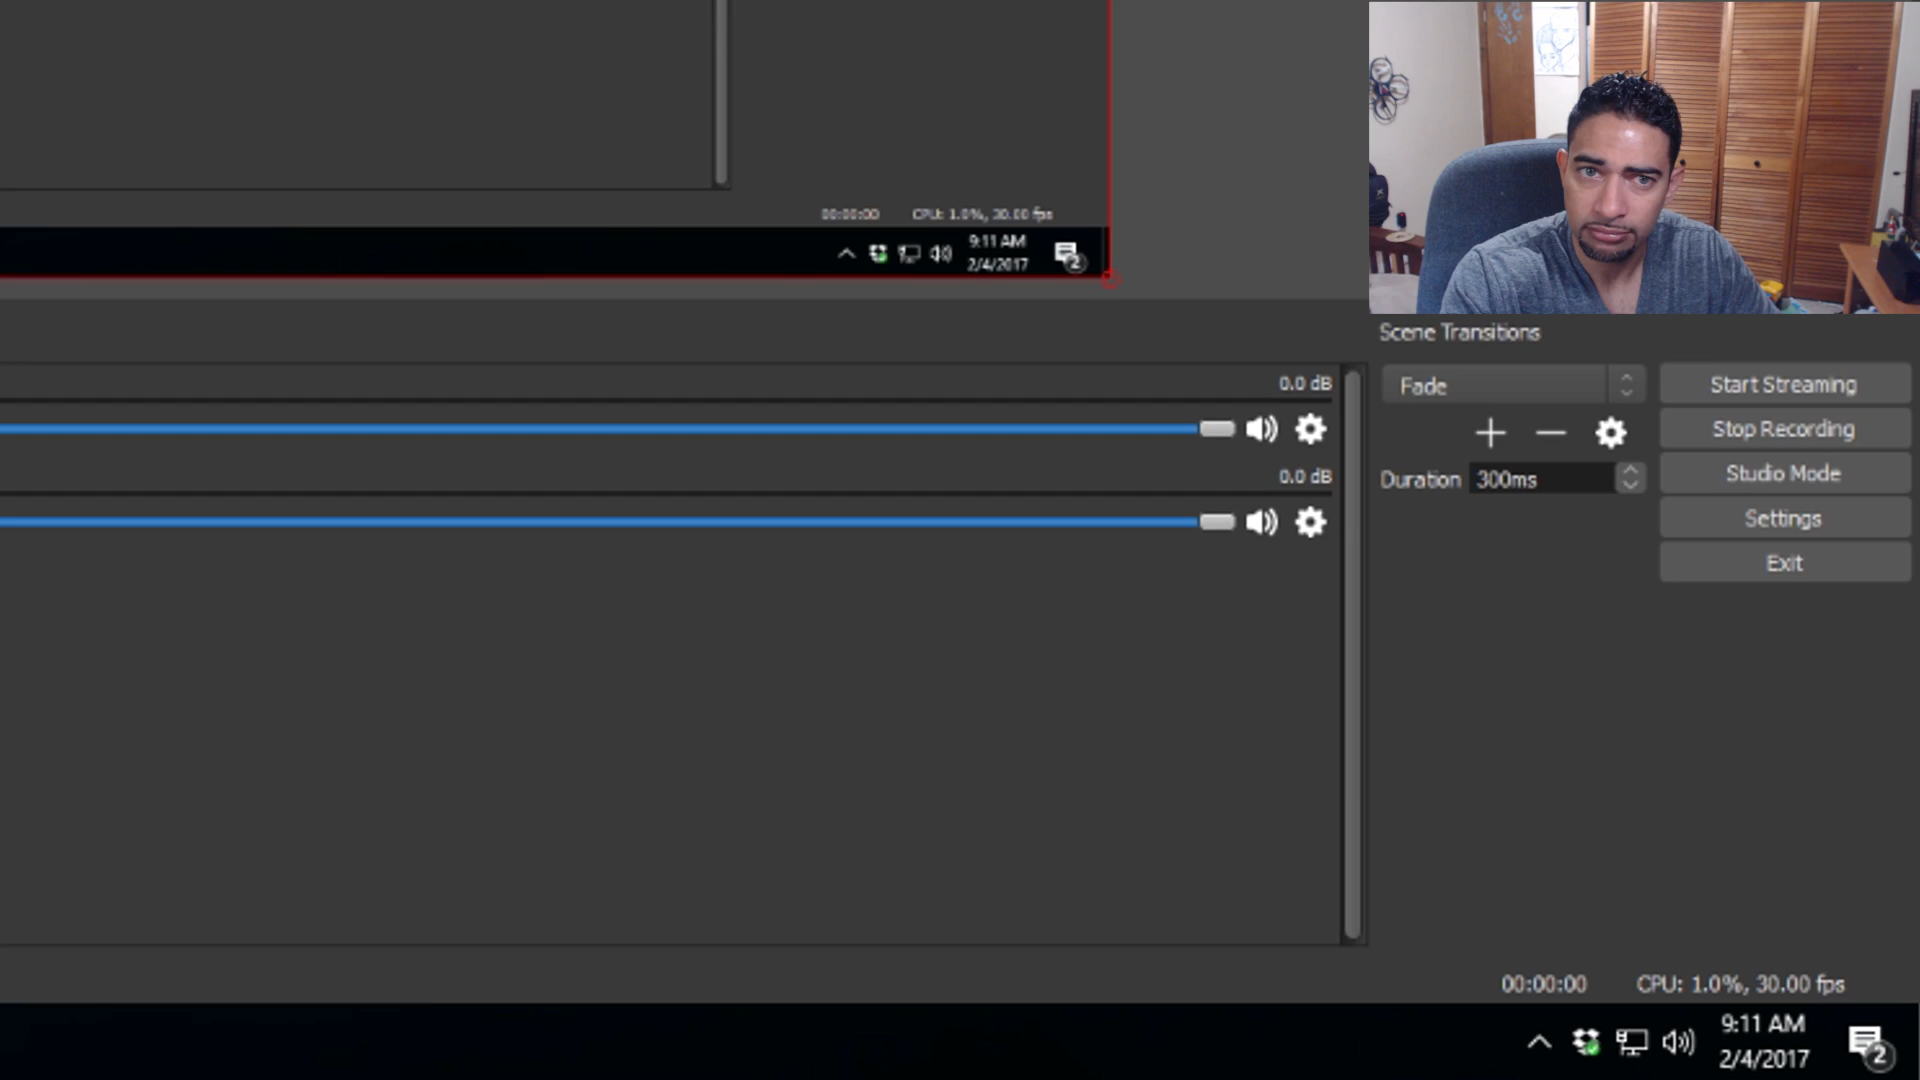 00:00:00 CPU: 1.0%, 30.00 fps
9:11 AM
2/4/2017
2
Scene Transitions
0.0 dB
Fade
Start Streaming
Stop Recording
0.0 dB
Duration 300ms
Studio Mode
Settings
Exit
00:00:00 CPU: 1.0%, 30.00 fps
9:11 AM
2/4/2017
2